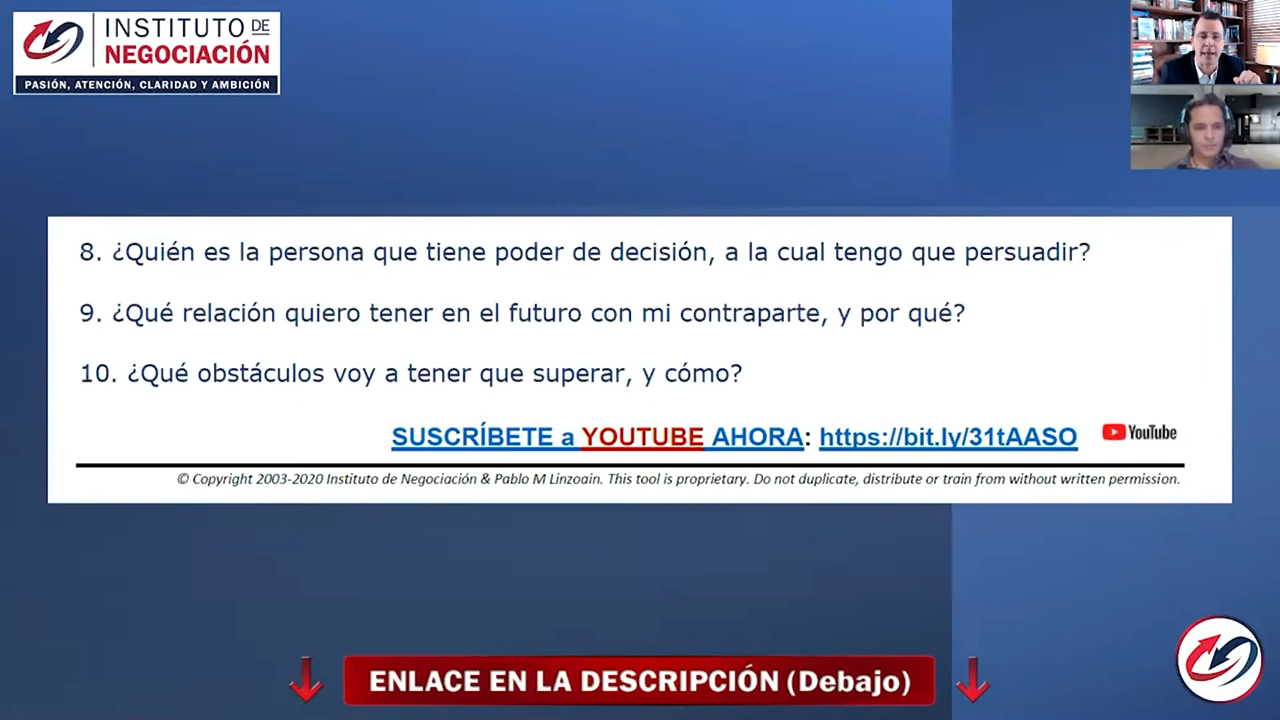 INSTITUTO DE
NEGOCIACIÓN
PASIÓN, ATENCIÓN, CLARIDAD Y AMBICIÓN
8. ¿Quién es la persona que tiene poder de decisión, a la cual tengo que persuadir?
9. ¿Qué relación quiero tener en el futuro con mi contraparte, y por qué?
10. ¿Qué obstáculos voy a tener que superar, y cómo?
SUSCRÍBETE a YOUTUBE AHORA: https://bit.ly/31tAASO YouTube
© Copyright 2003-2020 Instituto de Negociación & Pablo M Linzoain. This tool is proprietary. Do not duplicate, distribute or train from without written permission.
ENLACE EN LA DESCRIPCIÓN (Debajo)